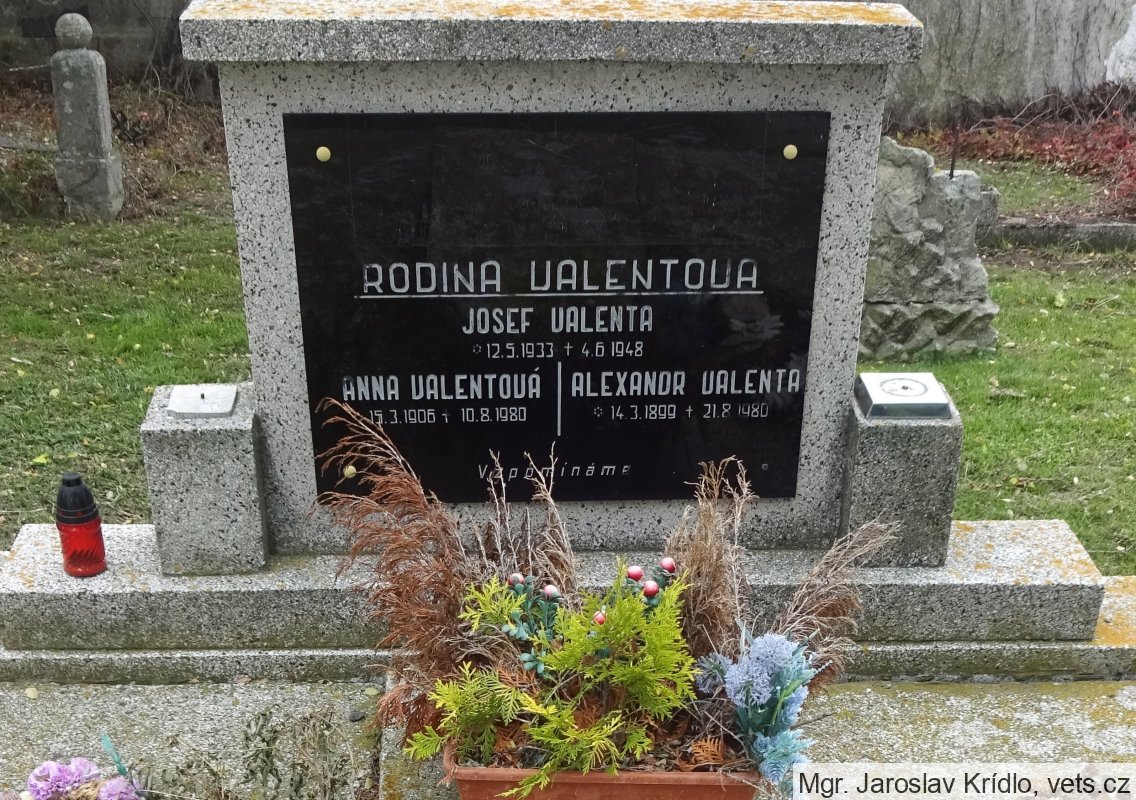 RODINA VALENTOVA
JOSEF VALENTA
* 12.5.1933 + 4.6 1948
ANNA VALENTOVÁ
15.3.1906 + 10.8.1980
ALEXANDR VALENTA
* 14.3.1899 + 21.8 1980
Vzpomínáme
Mgr. Jaroslav Krídlo, vets.cz